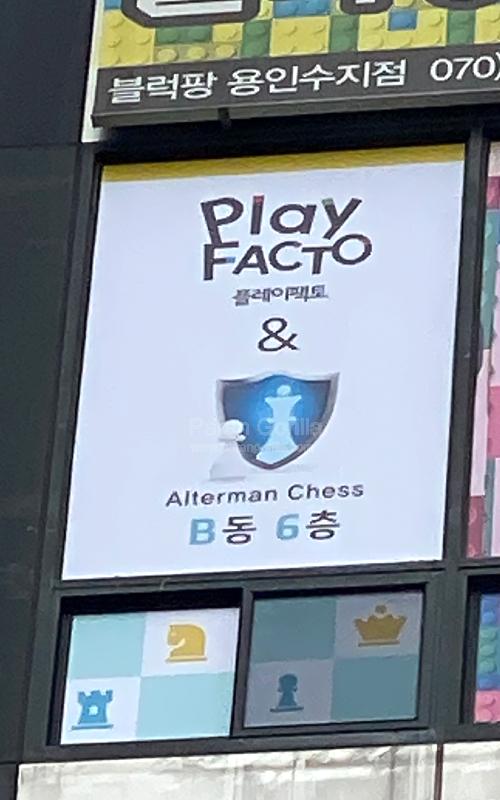 블럭팡 용인수지점 070)
Play
FACTO
플레이팩토
&
Alterman Chess
B동 6층